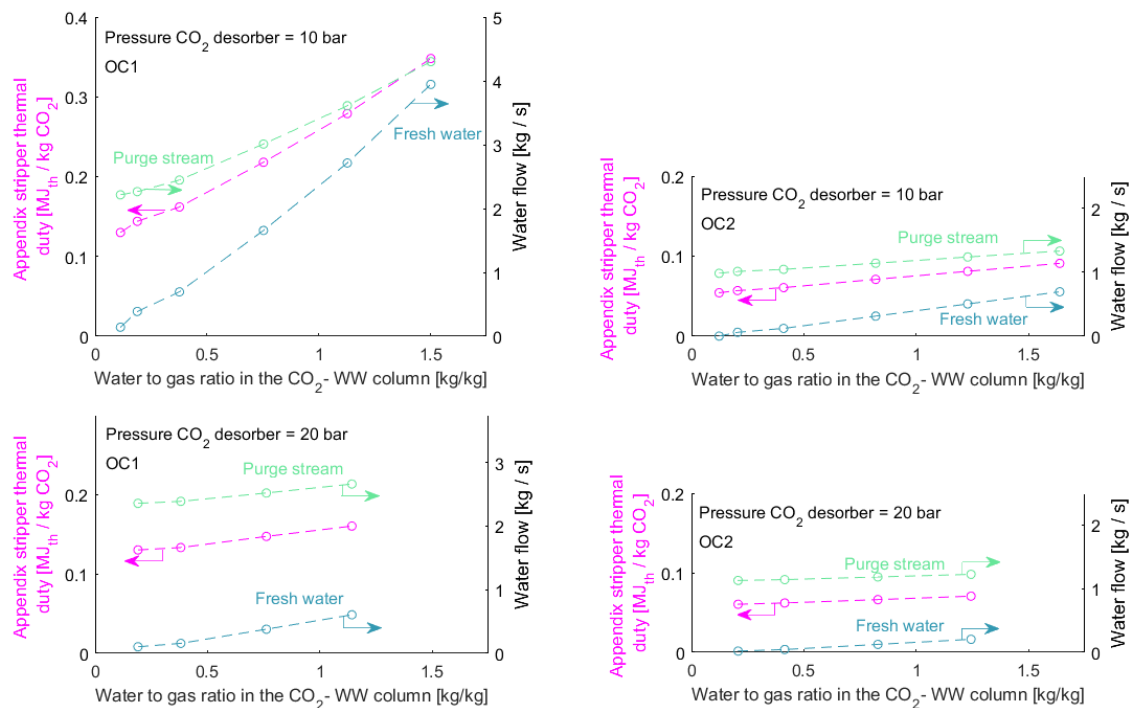 Pressure CO2 desorber = 10 bar
OC1
Appendix stripper thermal
duty [MJth / kg CO2]
0
0.1
0.2
0.3
0.4
Purge stream
Fresh water
0
1
2
3
4
5
Water flow [kg / s]
0
0.5
1
1.5
Water to gas ratio in the CO2- WW column [kg/kg]
Pressure CO2 desorber = 10 bar
OC2
Appendix stripper thermal
duty [MJth / kg CO2]
0
0.1
0.2
Purge stream
Fresh water
0
1
2
Water flow [kg / s]
0
0.5
1
1.5
Water to gas ratio in the CO2- WW column [kg/kg]
Pressure CO2 desorber = 20 bar
OC1
Appendix stripper thermal
duty [MJth / kg CO2]
0
0.1
0.2
Purge stream
Fresh water
0
1
2
3
Water flow [kg / s]
0
0.5
1
1.5
Water to gas ratio in the CO2- WW column [kg/kg]
Pressure CO2 desorber = 20 bar
OC2
Appendix stripper thermal
duty [MJth / kg CO2]
0
0.1
0.2
Purge stream
Fresh water
0
1
2
Water flow [kg / s]
0
0.5
1
1.5
Water to gas ratio in the CO2- WW column [kg/kg]